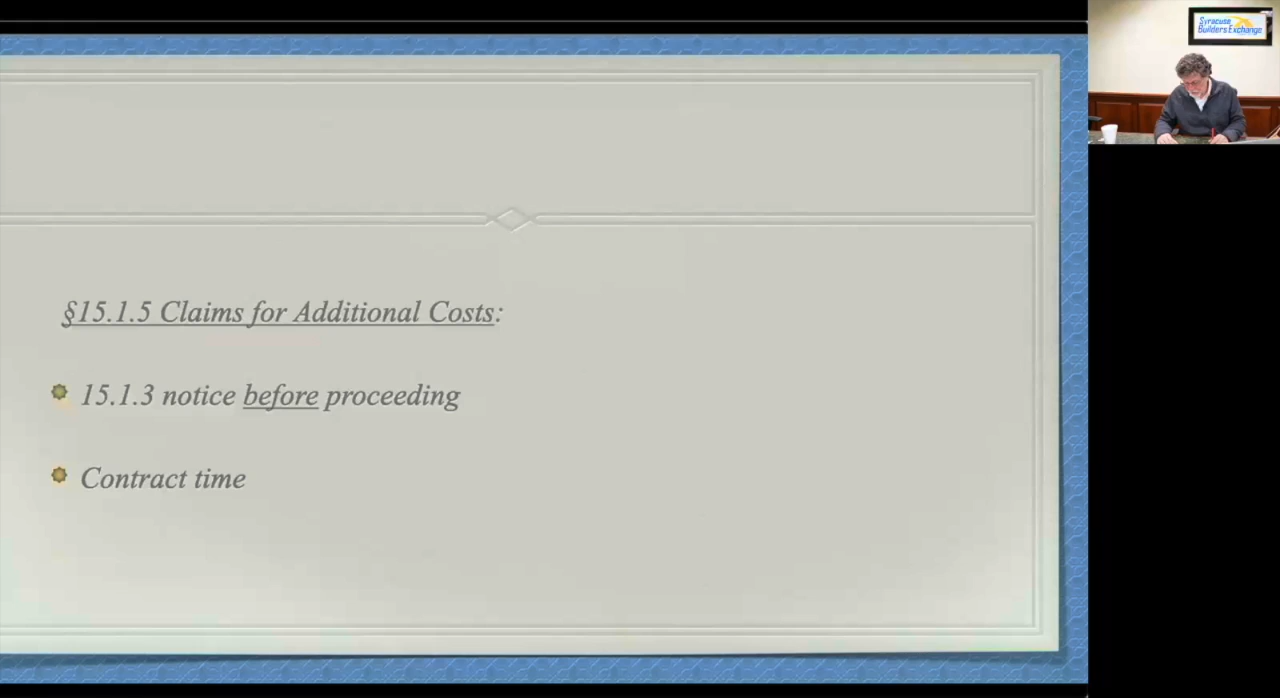 Syracuse
Builders Exchange
§15.1.5 Claims for Additional Costs:
15.1.3 notice before proceeding
Contract time